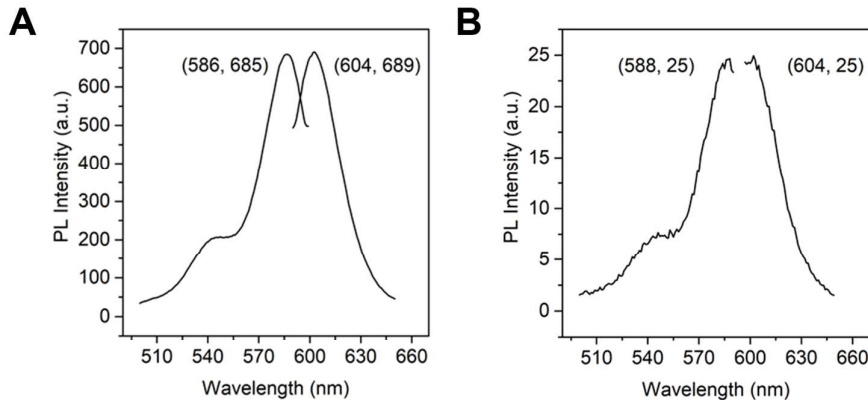 A
PL Intensity (a.u.)
700
600
500
400
300
200
100
0
(586, 685)
(604, 689)
510 540 570 600 630 660
Wavelength (nm)
B
PL Intensity (a.u.)
25
20
15
10
5
0
(588, 25)
(604, 25)
510 540 570 600 630 660
Wavelength (nm)